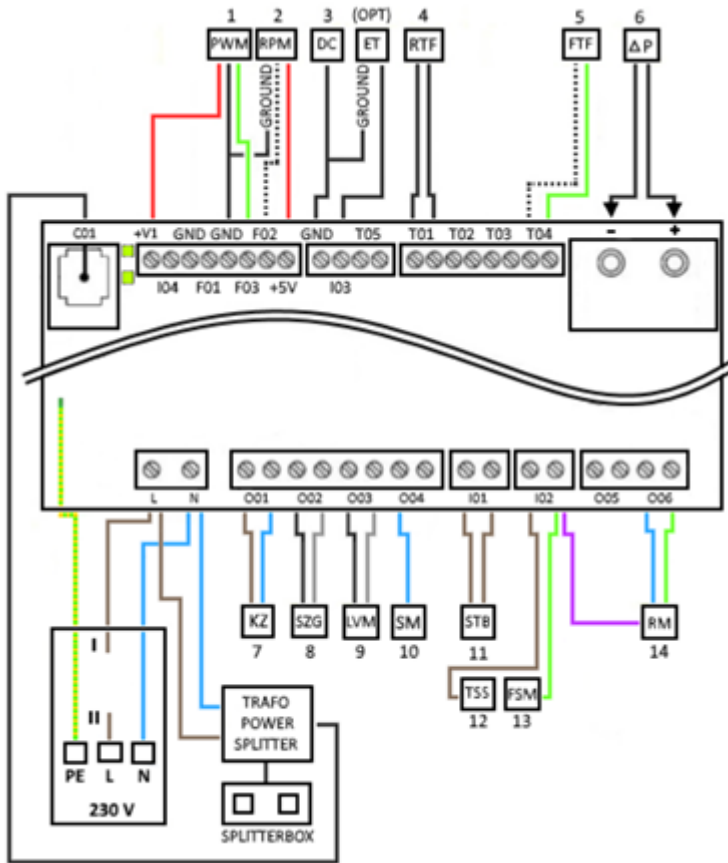 1 2 3 (OPT) 4 5 6
PWM RPM DC ET RTF FTF ΔP
GROUND GROUND
- +
C01 +V1 GND GND F02 GND T05 T01 T02 T03 T04
I04 F01 F03 +5V I03
L N O01 O02 O03 O04 I01 I02 O05 O06
KZ SZG LVM SM STB RM
7 8 9 10 11 14
TSS FSM
12 13
I
II
PE L N
230 V
TRAFO
POWER
SPLITTER
SPLITTERBOX